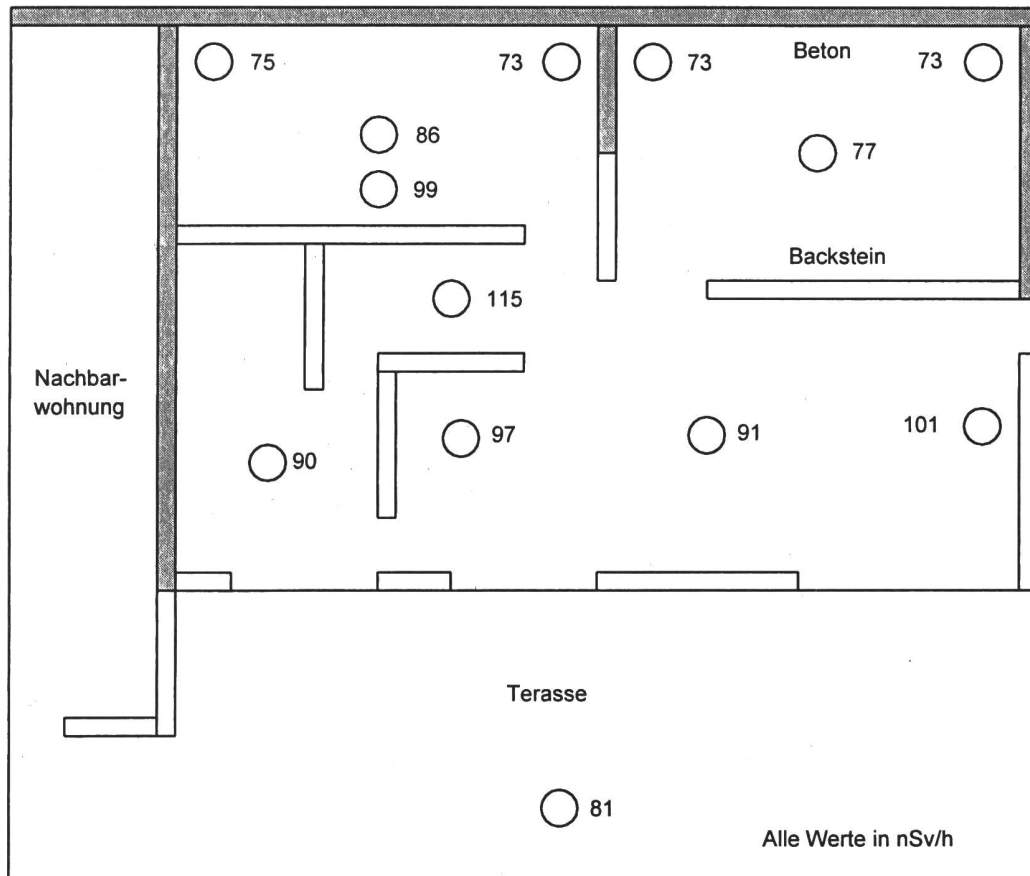 75
73
73
Beton
73
86
77
99
Backstein
115
Nachbar-
wohnung
101
97
91
90
Terasse
81
Alle Werte in nSv/h